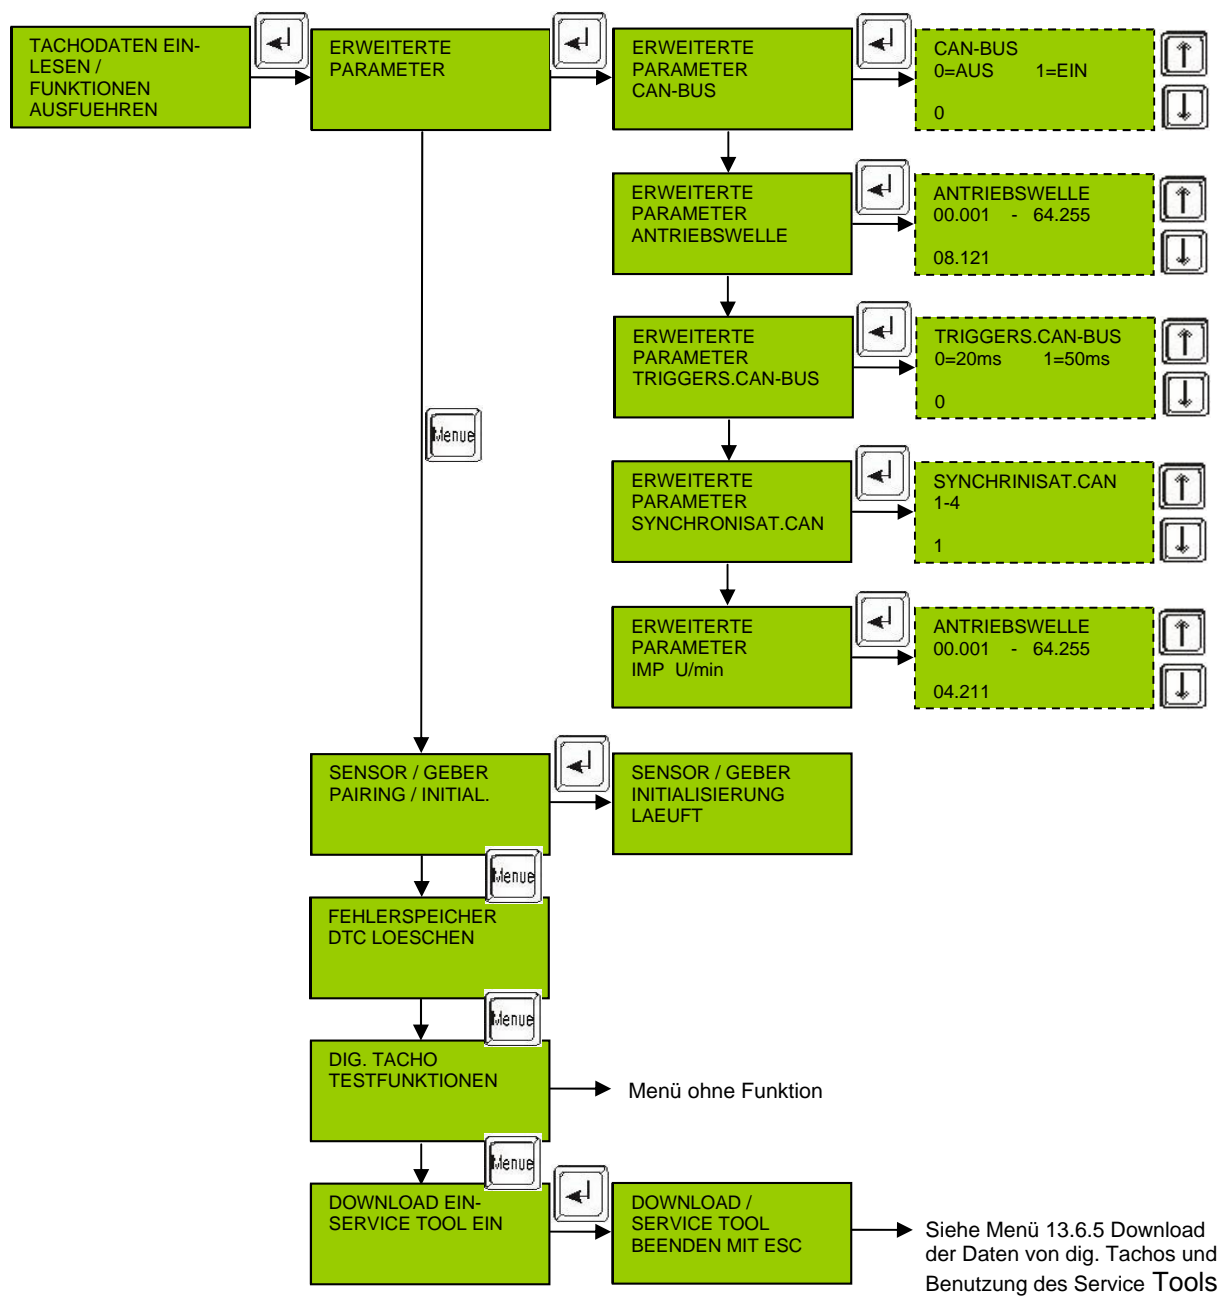 TACHODATEN EIN-
LESEN /
FUNKTIONEN
AUSFUEHREN
ERWEITERTE
PARAMETER
ERWEITERTE
PARAMETER
CAN-BUS
CAN-BUS
0=AUS 1=EIN
0
ERWEITERTE
PARAMETER
ANTRIEBSWELLE
ANTRIEBSWELLE
00.001 - 64.255
08.121
ERWEITERTE
PARAMETER
TRIGGERS.CAN-BUS
TRIGGERS.CAN-BUS
0=20ms 1=50ms
0
Menue
ERWEITERTE
PARAMETER
SYNCHRONISAT.CAN
SYNCHRINISAT.CAN
1-4
1
ERWEITERTE
PARAMETER
IMP U/min
ANTRIEBSWELLE
00.001 - 64.255
04.211
SENSOR / GEBER
PAIRING / INITIAL.
SENSOR / GEBER
INITIALISIERUNG
LAEUFT
Menue
FEHLERSPEICHER
DTC LOESCHEN
Menue
DIG. TACHO
TESTFUNKTIONEN
Menü ohne Funktion
Menue
DOWNLOAD EIN-
SERVICE TOOL EIN
DOWNLOAD /
SERVICE TOOL
BEENDEN MIT ESC
Siehe Menü 13.6.5 Download
der Daten von dig. Tachos und
Benutzung des Service Tools